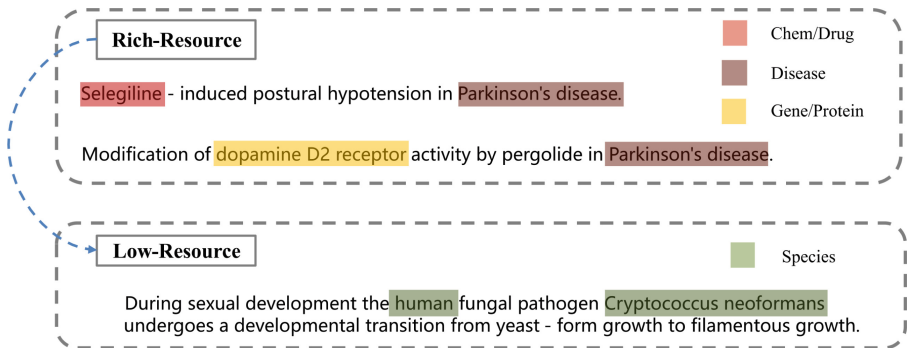 Rich-Resource
Chem/Drug
Disease
Gene/Protein
Selegiline - induced postural hypotension in Parkinson's disease.
Modification of dopamine D2 receptor activity by pergolide in Parkinson's disease.
Low-Resource
Species
During sexual development the human fungal pathogen Cryptococcus neoformans
undergoes a developmental transition from yeast - form growth to filamentous growth.